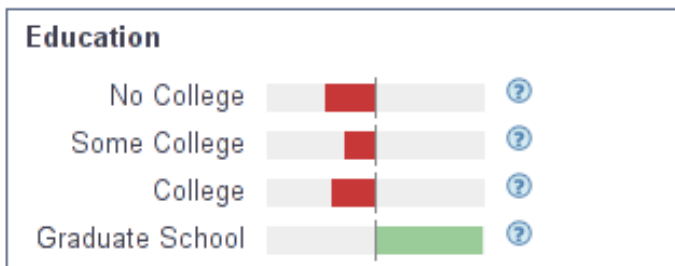 Education
No College ?
Some College ?
College ?
Graduate School ?